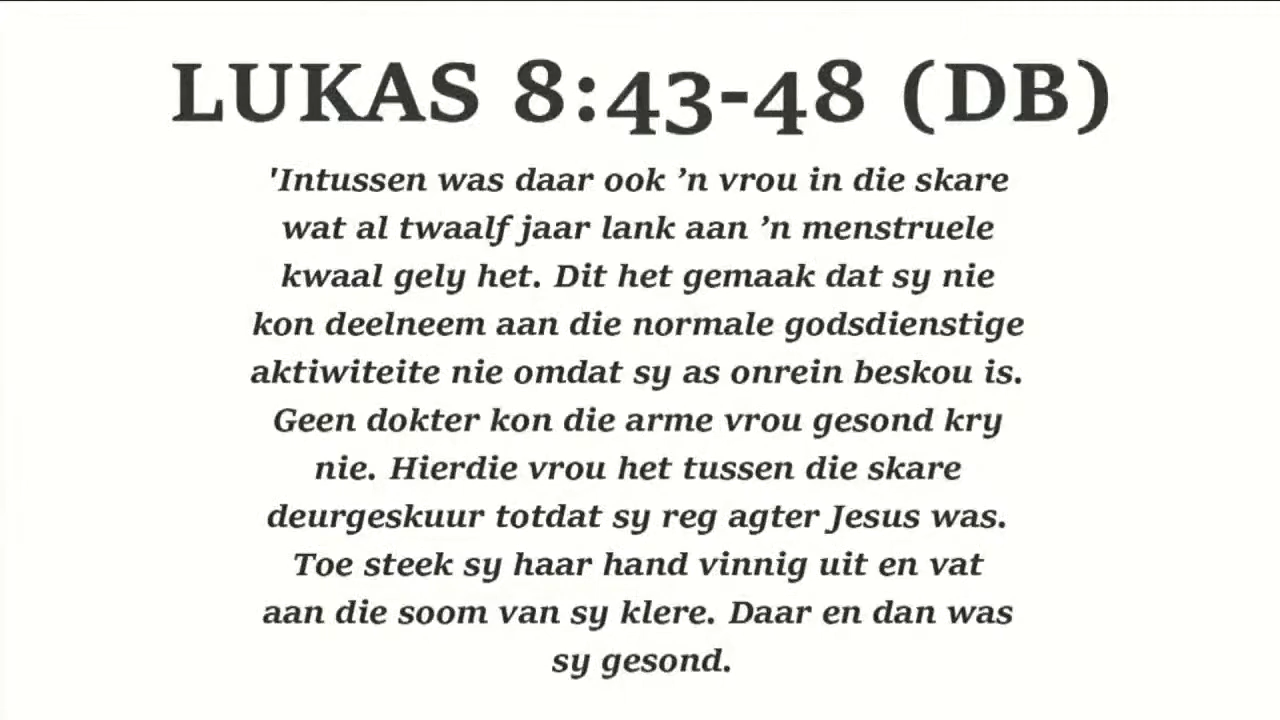 LUKAS 8:43-48 (DB)
'Intussen was daar ook ’n vrou in die skare
wat al twaalf jaar lank aan ’n menstruele
kwaal gely het. Dit het gemaak dat sy nie
kon deelneem aan die normale godsdienstige
aktiwiteite nie omdat sy as onrein beskou is.
Geen dokter kon die arme vrou gesond kry
nie. Hierdie vrou het tussen die skare
deurgeskuur totdat sy reg agter Jesus was.
Toe steek sy haar hand vinnig uit en vat
aan die soom van sy klere. Daar en dan was
sy gesond.